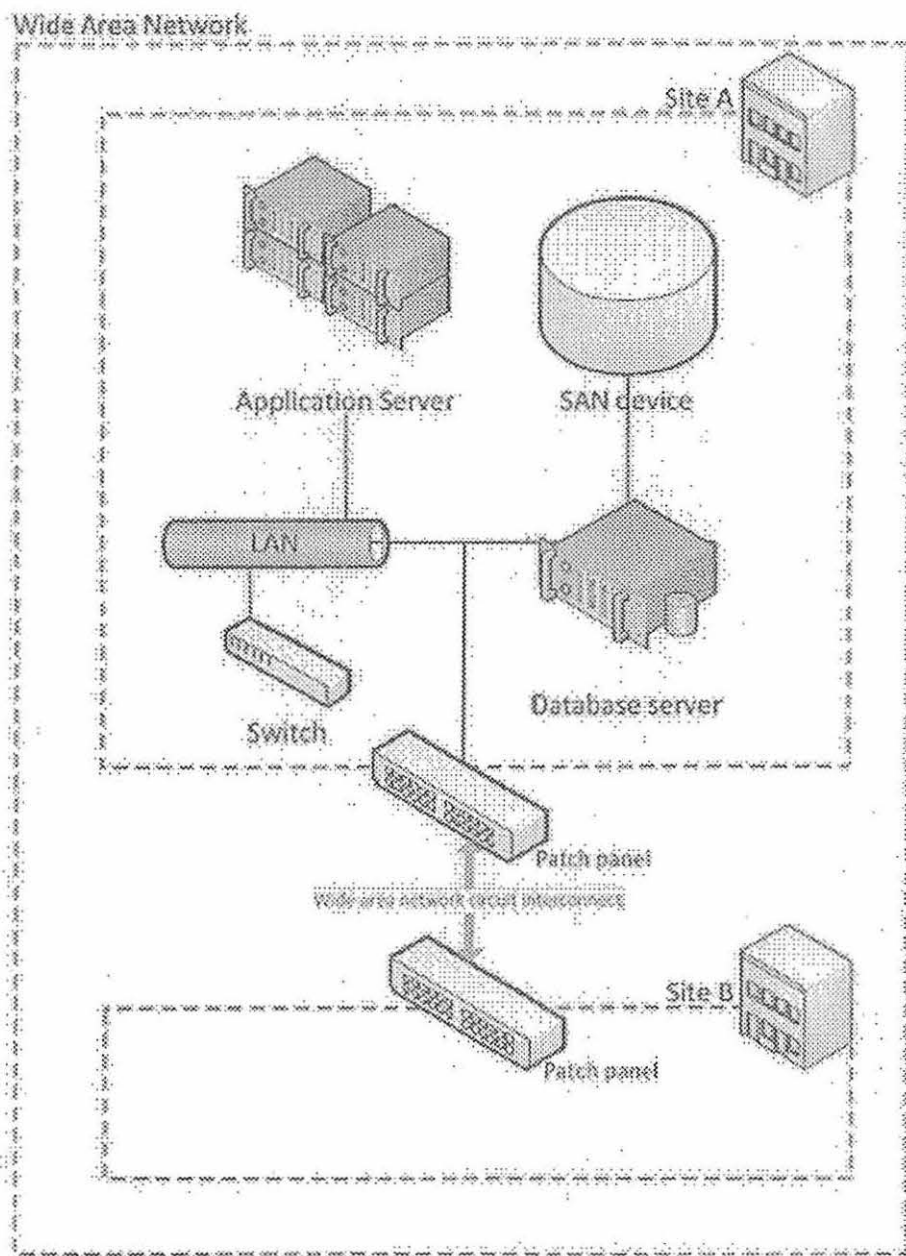 Wide Area Network
Site A
Application Server
SAN device
LAN
Switch
Database server
Patch panel
Wide area network circuit interconnect
Site B
Patch panel